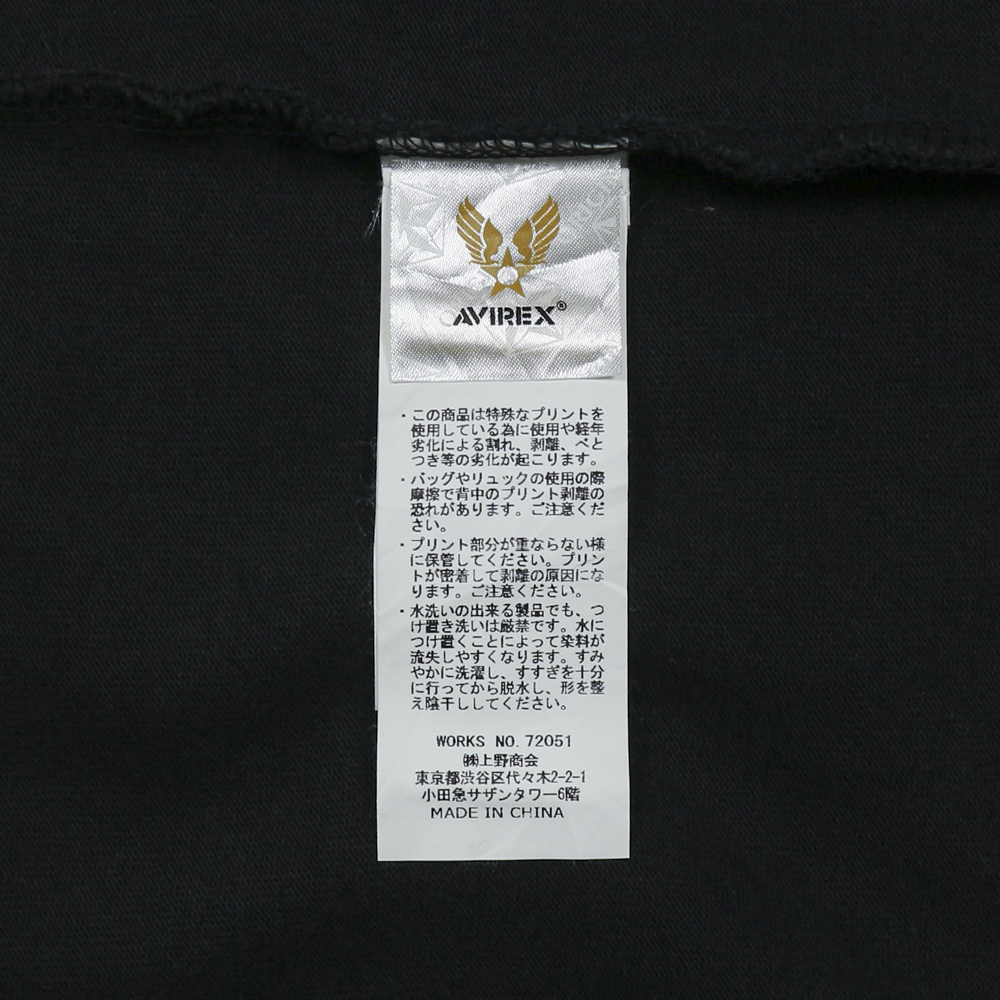 AVIREX®
・この商品は特殊なプリントを
使用している為に使用や経年
劣化による割れ、剥離、べと
つき等の劣化が起こります。
・バッグやリュックの使用の際
摩擦で背中のプリント剥離の
恐れがあります。ご注意くだ
さい。
・プリント部分が重ならない様
に保管してください。プリン
トが密着して剥離の原因にな
ります。ご注意ください。
・水洗いの出来る製品でも、つ
け置き洗いは厳禁です。水に
つけ置くことによって染料が
流失しやすくなります。すみ
やかに洗濯し、すすぎを十分
に行ってから脱水し、形を整
え陰干ししてください。
WORKS NO. 72051
㈱上野商会
東京都渋谷区代々木2-2-1
小田急サザンタワー6階
MADE IN CHINA